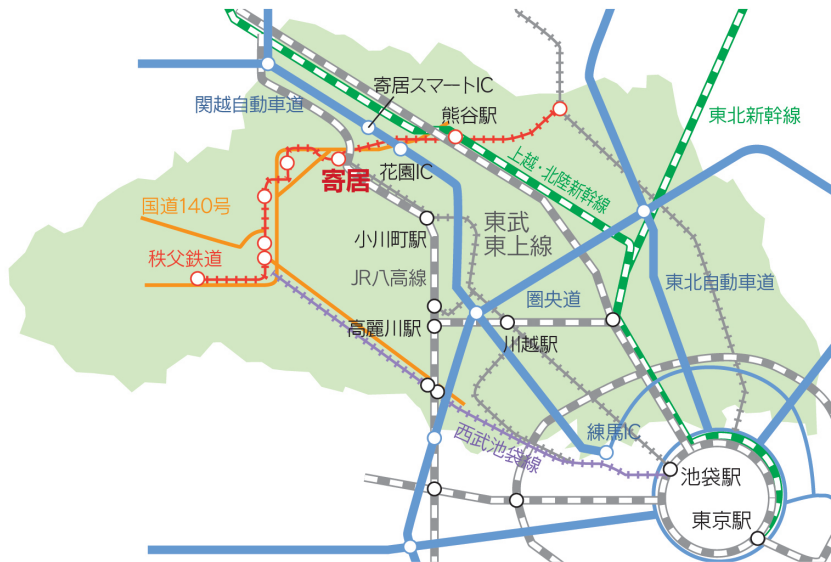 寄居スマートIC
関越自動車道
熊谷駅
東北新幹線
上越・北陸新幹線
花園IC
寄居
国道140号
東武
東上線
小川町駅
秩父鉄道
JR八高線
東北自動車道
圏央道
高麗川駅
川越駅
練馬IC
西武池袋線
池袋駅
東京駅